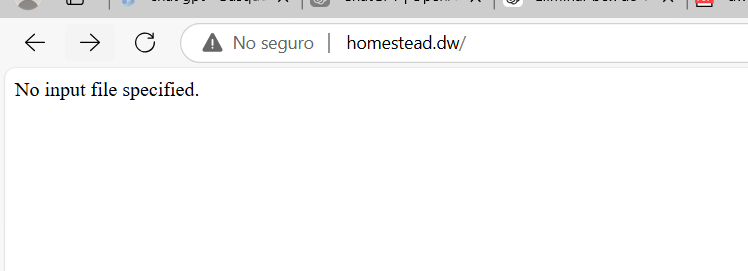 No seguro | homestead.dw/
No input file specified.